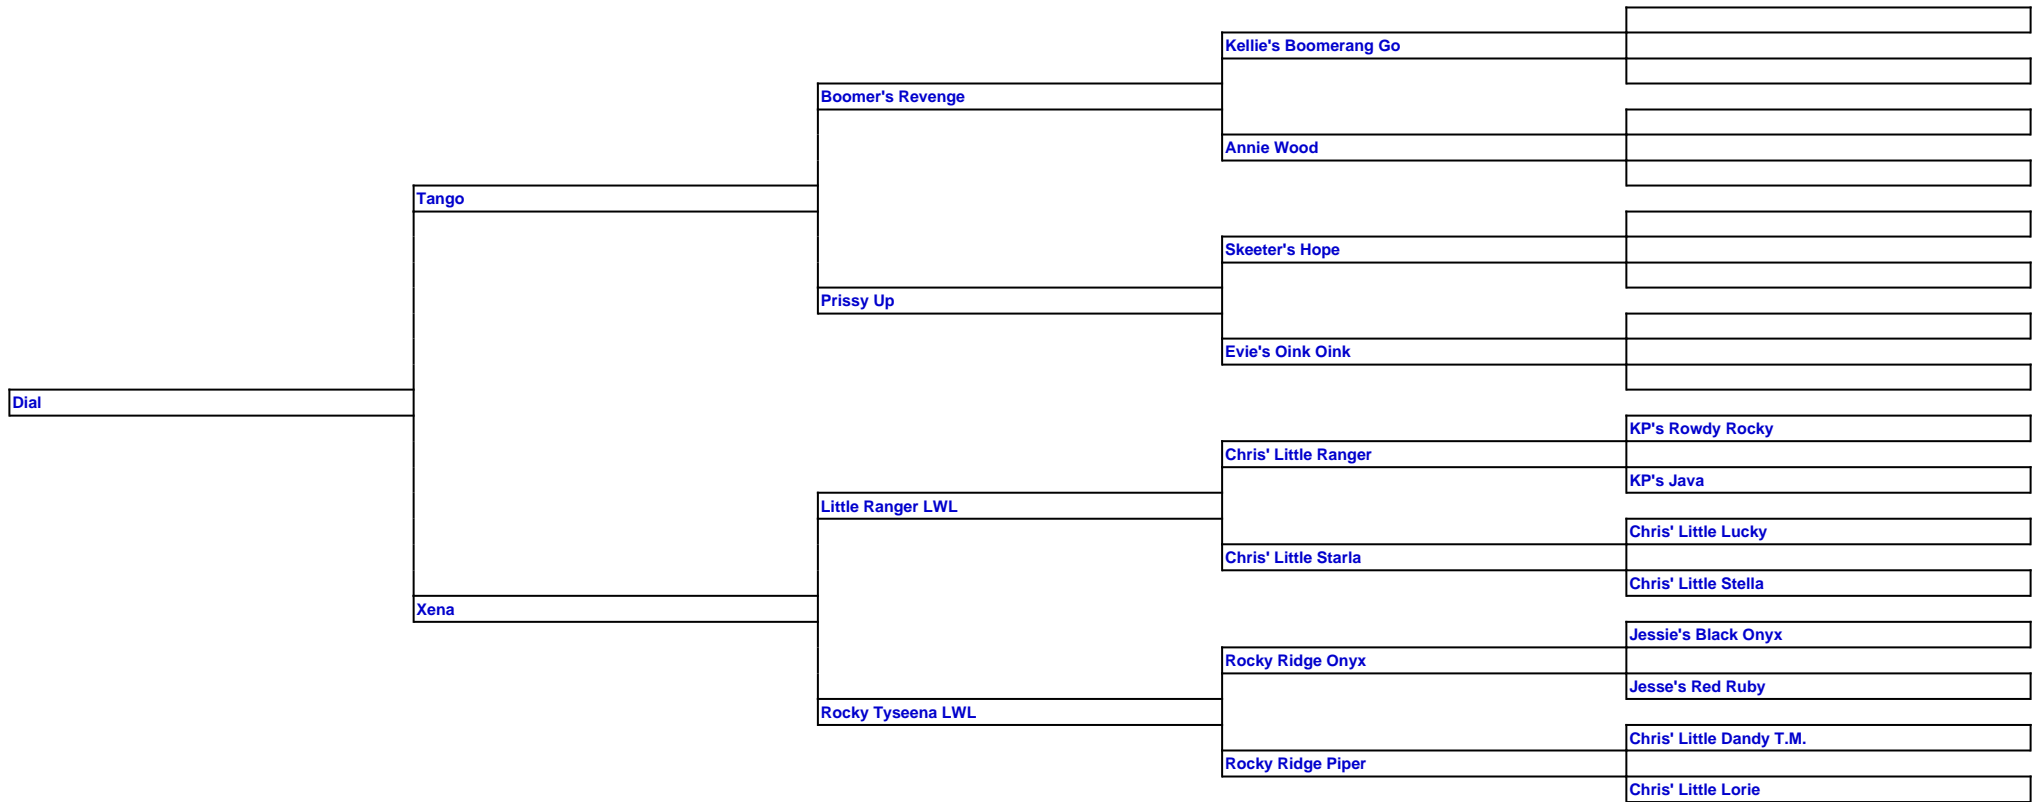 Kellie's Boomerang Go
Boomer's Revenge
Annie Wood
Tango
Skeeter's Hope
Prissy Up
Evie's Oink Oink
Dial
KP's Rowdy Rocky
Chris' Little Ranger
KP's Java
Little Ranger LWL
Chris' Little Lucky
Chris' Little Starla
Chris' Little Stella
Xena
Jessie's Black Onyx
Rocky Ridge Onyx
Jesse's Red Ruby
Rocky Tyseena LWL
Chris' Little Dandy T.M.
Rocky Ridge Piper
Chris' Little Lorie